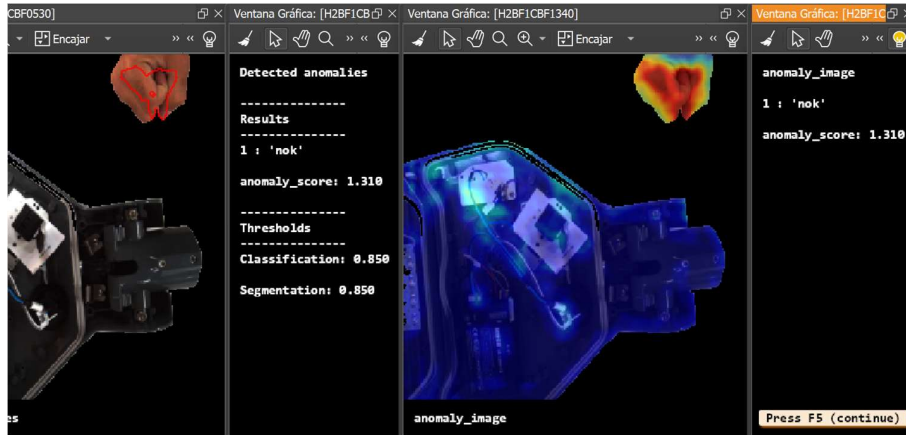 CBF0530]
Encajar
es
Ventana Gráfica: [H2BF1CB
Detected anomalies
---------------
Results
---------------
1 : 'nok'
anomaly_score: 1.310
---------------
Thresholds
---------------
Classification: 0.850
Segmentation: 0.850
Ventana Gráfica: [H2BF1CBF1340]
Encajar
anomaly_image
Ventana Gráfica: [H2BF1C
anomaly_image
1 : 'nok'
anomaly_score: 1.310
Press F5 (continue)